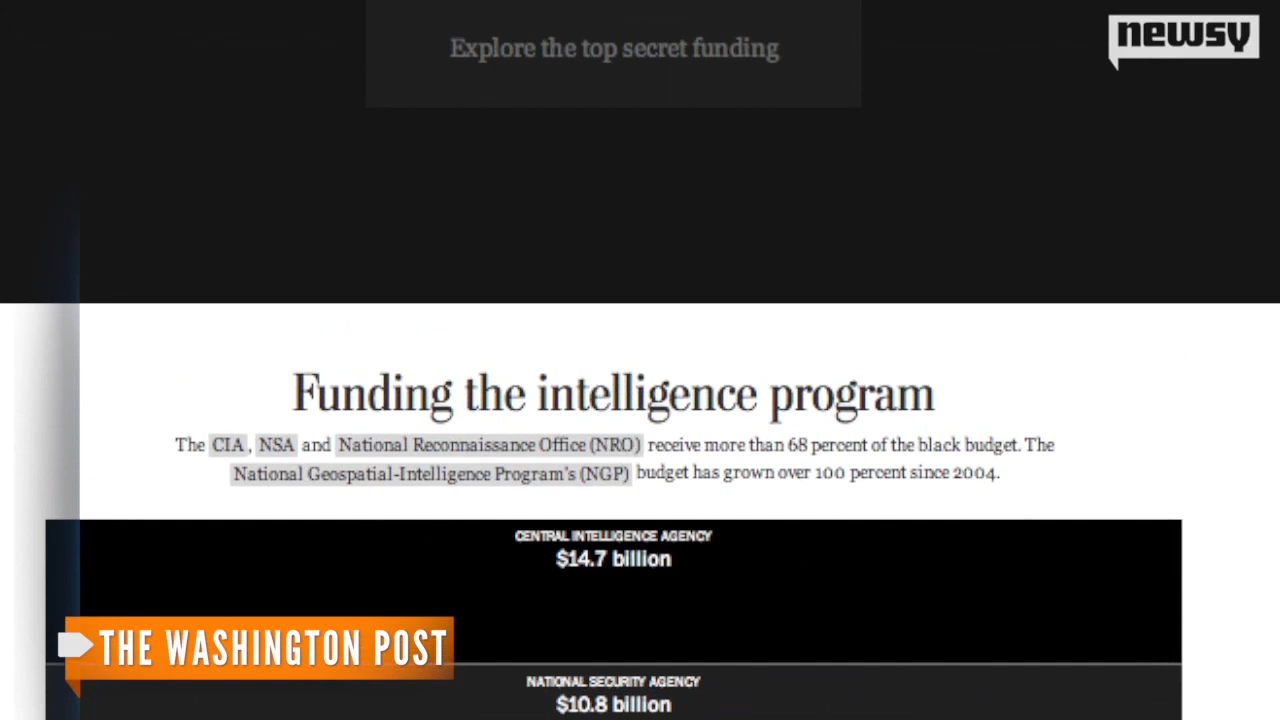 newsy
Explore the top secret funding
Funding the intelligence program
The CIA, NSA and National Reconnaissance Office (NRO) receive more than 68 percent of the black budget. The
National Geospatial-Intelligence Program's (NGP) budget has grown over 100 percent since 2004.
CENTRAL INTELLIGENCE AGENCY
$14.7 billion
THE WASHINGTON POST
NATIONAL SECURITY AGENCY
$10.8 billion